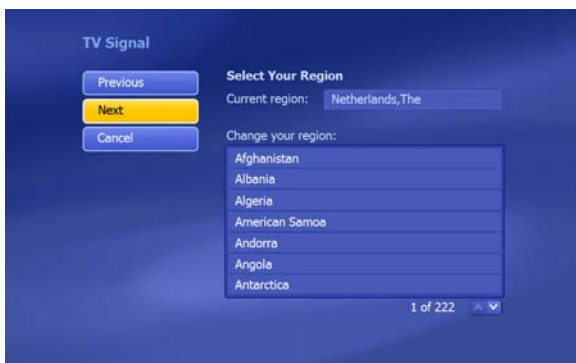 TV Signal
Previous
Next
Cancel
Select Your Region
Current region: Netherlands,The
Change your region:
Afghanistan
Albania
Algeria
American Samoa
Andorra
Angola
Antarctica
1 of 222